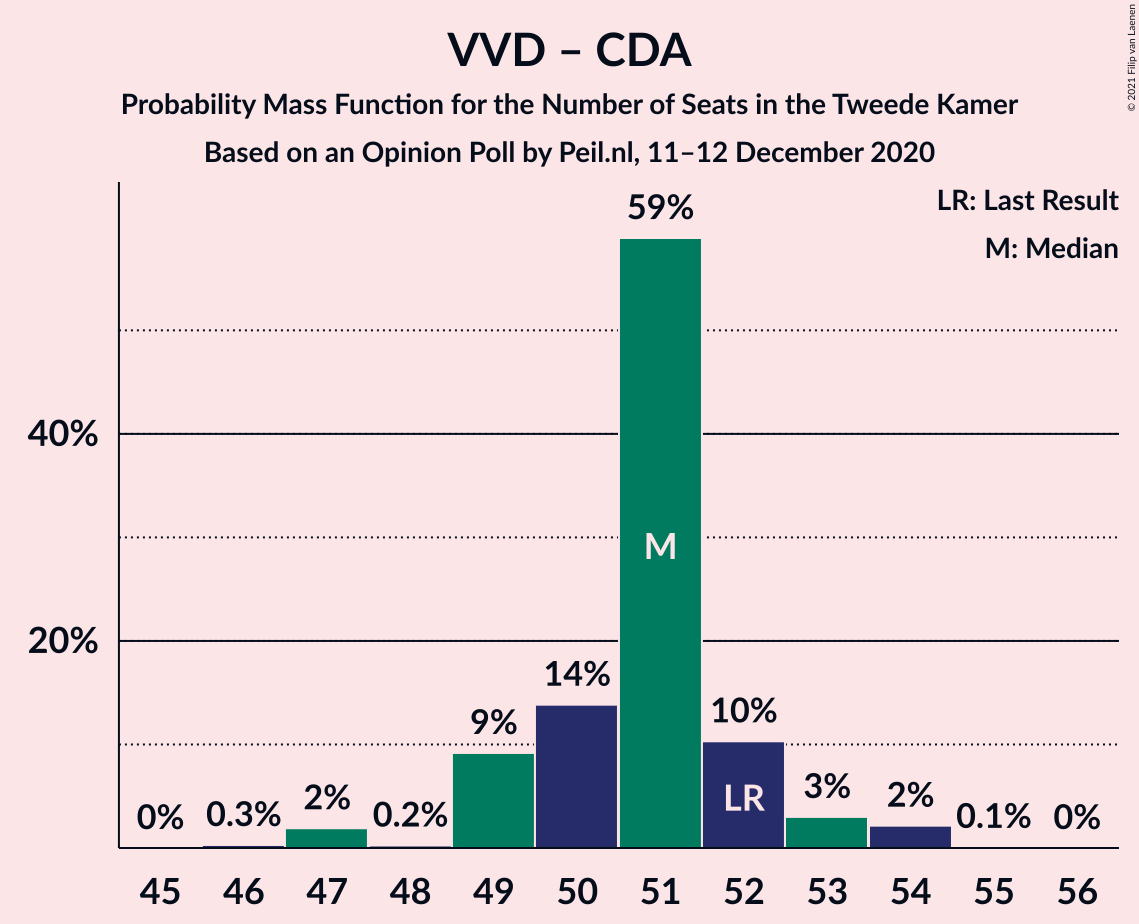 VVD – CDA
Probability Mass Function for the Number of Seats in the Tweede Kamer
Based on an Opinion Poll by Peil.nl, 11–12 December 2020
© 2021 Filip van Laenen
LR: Last Result
M: Median
40%
20%
0%
0.3%
2%
0.2%
9%
14%
59%
M
10%
LR
3%
2%
0.1%
0%
45 46 47 48 49 50 51 52 53 54 55 56